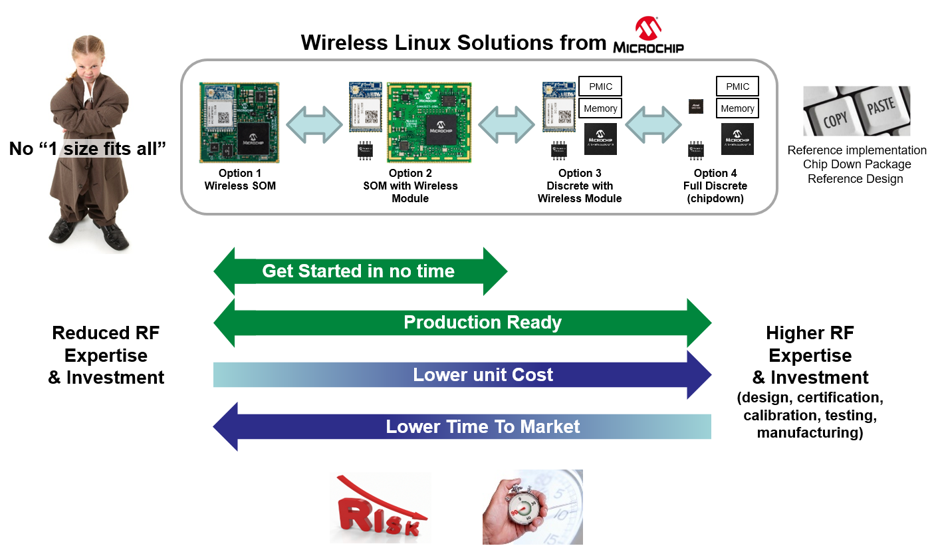 Wireless Linux Solutions from MICROCHIP
No “1 size fits all”
PMIC
Memory
PMIC
Memory
MICROCHIP
MICROCHIP
Option 1
Wireless SOM
Option 2
SOM with Wireless
Module
Option 3
Discrete with
Wireless Module
Option 4
Full Discrete
(chipdown)
COPY
PASTE
Reference implementation
Chip Down Package
Reference Design
Get Started in no time
Production Ready
Lower unit Cost
Lower Time To Market
Reduced RF
Expertise
& Investment
Higher RF
Expertise
& Investment
(design, certification,
calibration, testing,
manufacturing)
RISK